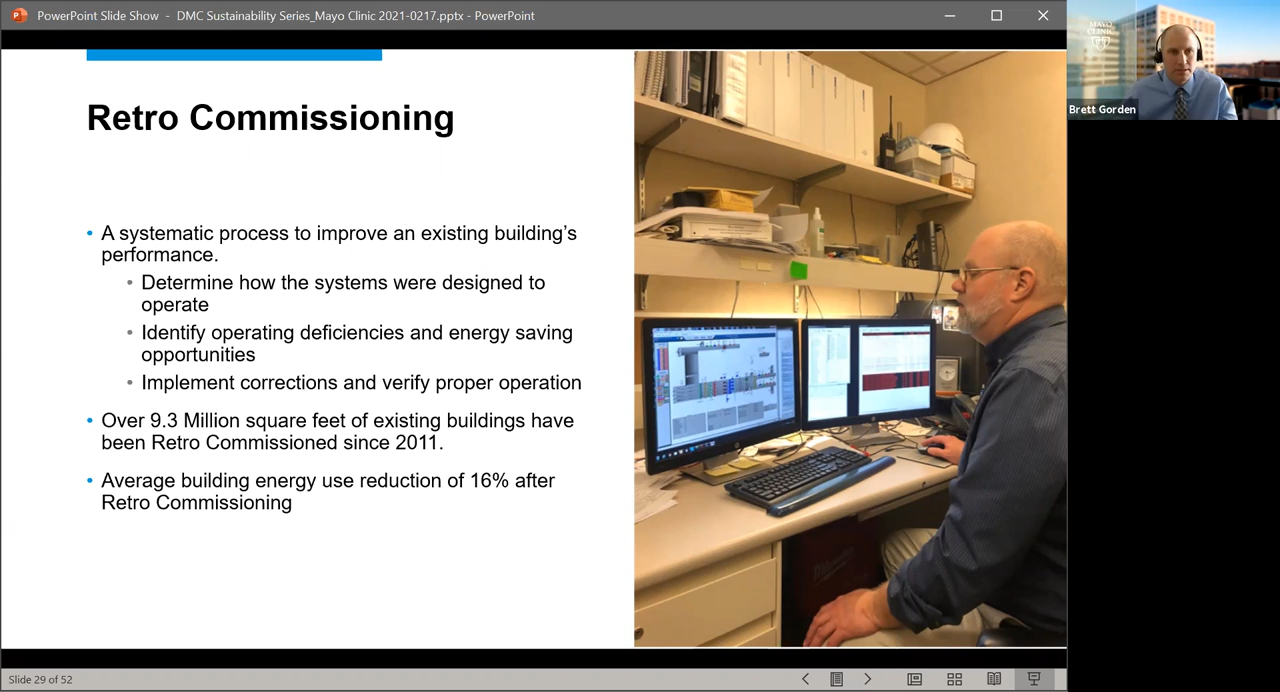 PowerPoint Slide Show - DMC Sustainability Series_Mayo Clinic 2021-0217.pptx - PowerPoint
MAYO
CLINIC
Brett Gorden
Retro Commissioning
• A systematic process to improve an existing building’s
performance.
• Determine how the systems were designed to
operate
• Identify operating deficiencies and energy saving
opportunities
• Implement corrections and verify proper operation
• Over 9.3 Million square feet of existing buildings have
been Retro Commissioned since 2011.
• Average building energy use reduction of 16% after
Retro Commissioning
Slide 29 of 52